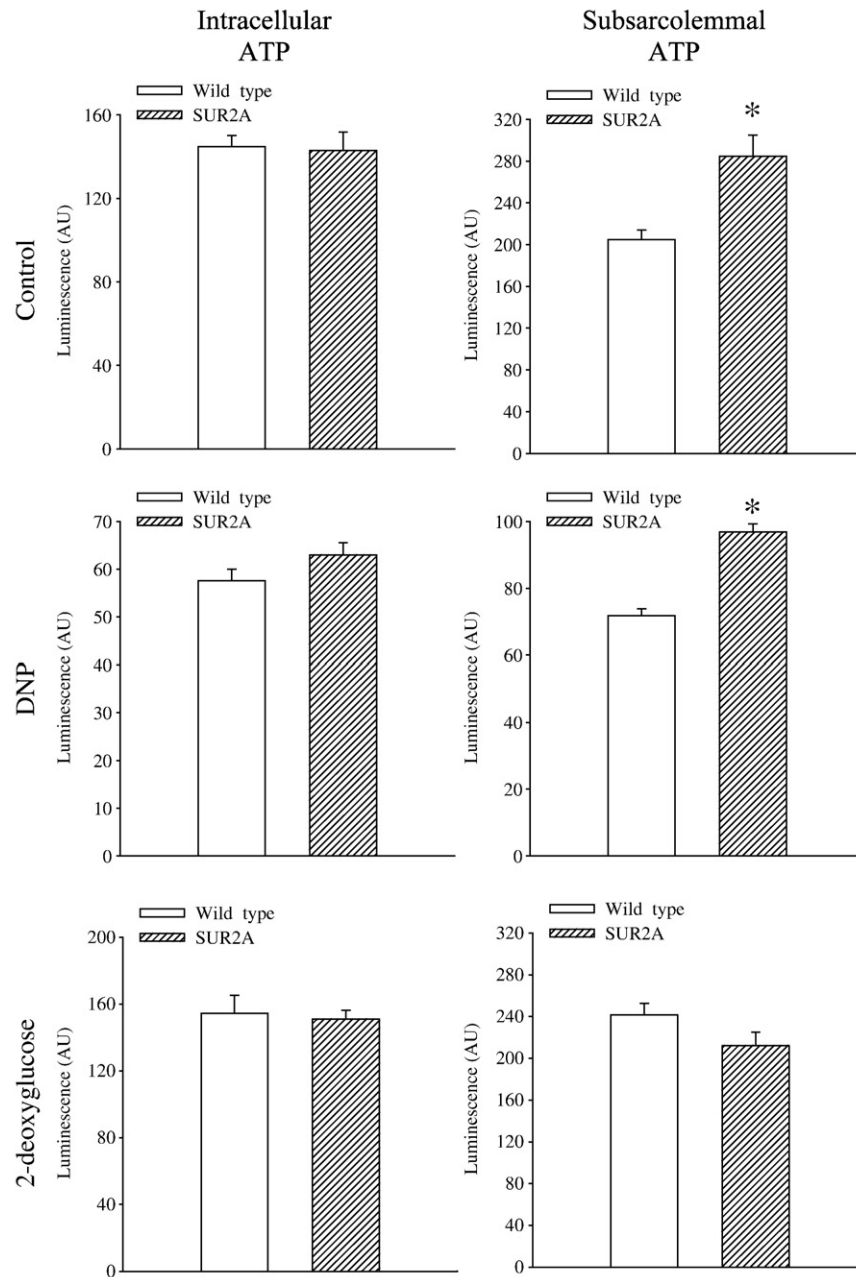 Intracellular
ATP
Subsarcolemmal
ATP
Control
Wild type
SUR2A
Luminescence (AU)
160
120
80
40
0
Wild type
SUR2A
*
Luminescence (AU)
320
280
240
200
160
120
80
40
0
DNP
Wild type
SUR2A
Luminescence (AU)
70
60
50
40
30
20
10
0
Wild type
SUR2A
*
Luminescence (AU)
100
80
60
40
20
0
2-deoxyglucose
Wild type
SUR2A
Luminescence (AU)
200
160
120
80
40
0
Wild type
SUR2A
Luminescence (AU)
320
280
240
200
160
120
80
40
0